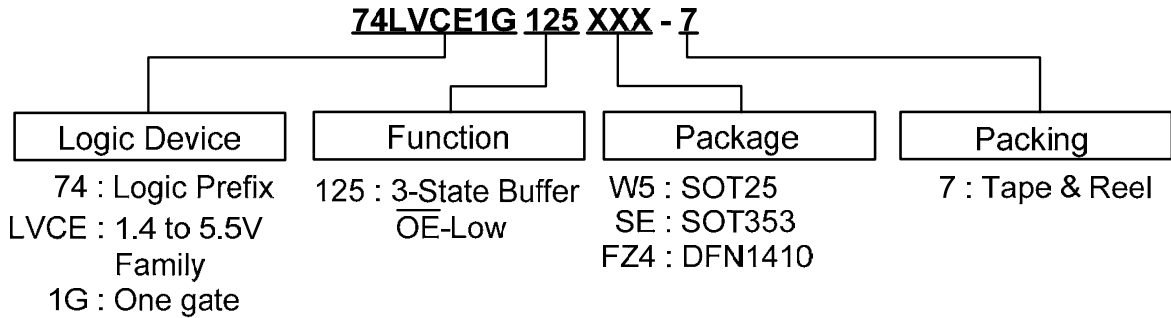 74LVCE1G 125 XXX - 7
Logic Device
74 : Logic Prefix
LVCE : 1.4 to 5.5V
Family
1G : One gate
Function
125 : 3-State Buffer
O̅E̅-Low
Package
W5 : SOT25
SE : SOT353
FZ4 : DFN1410
Packing
7 : Tape & Reel